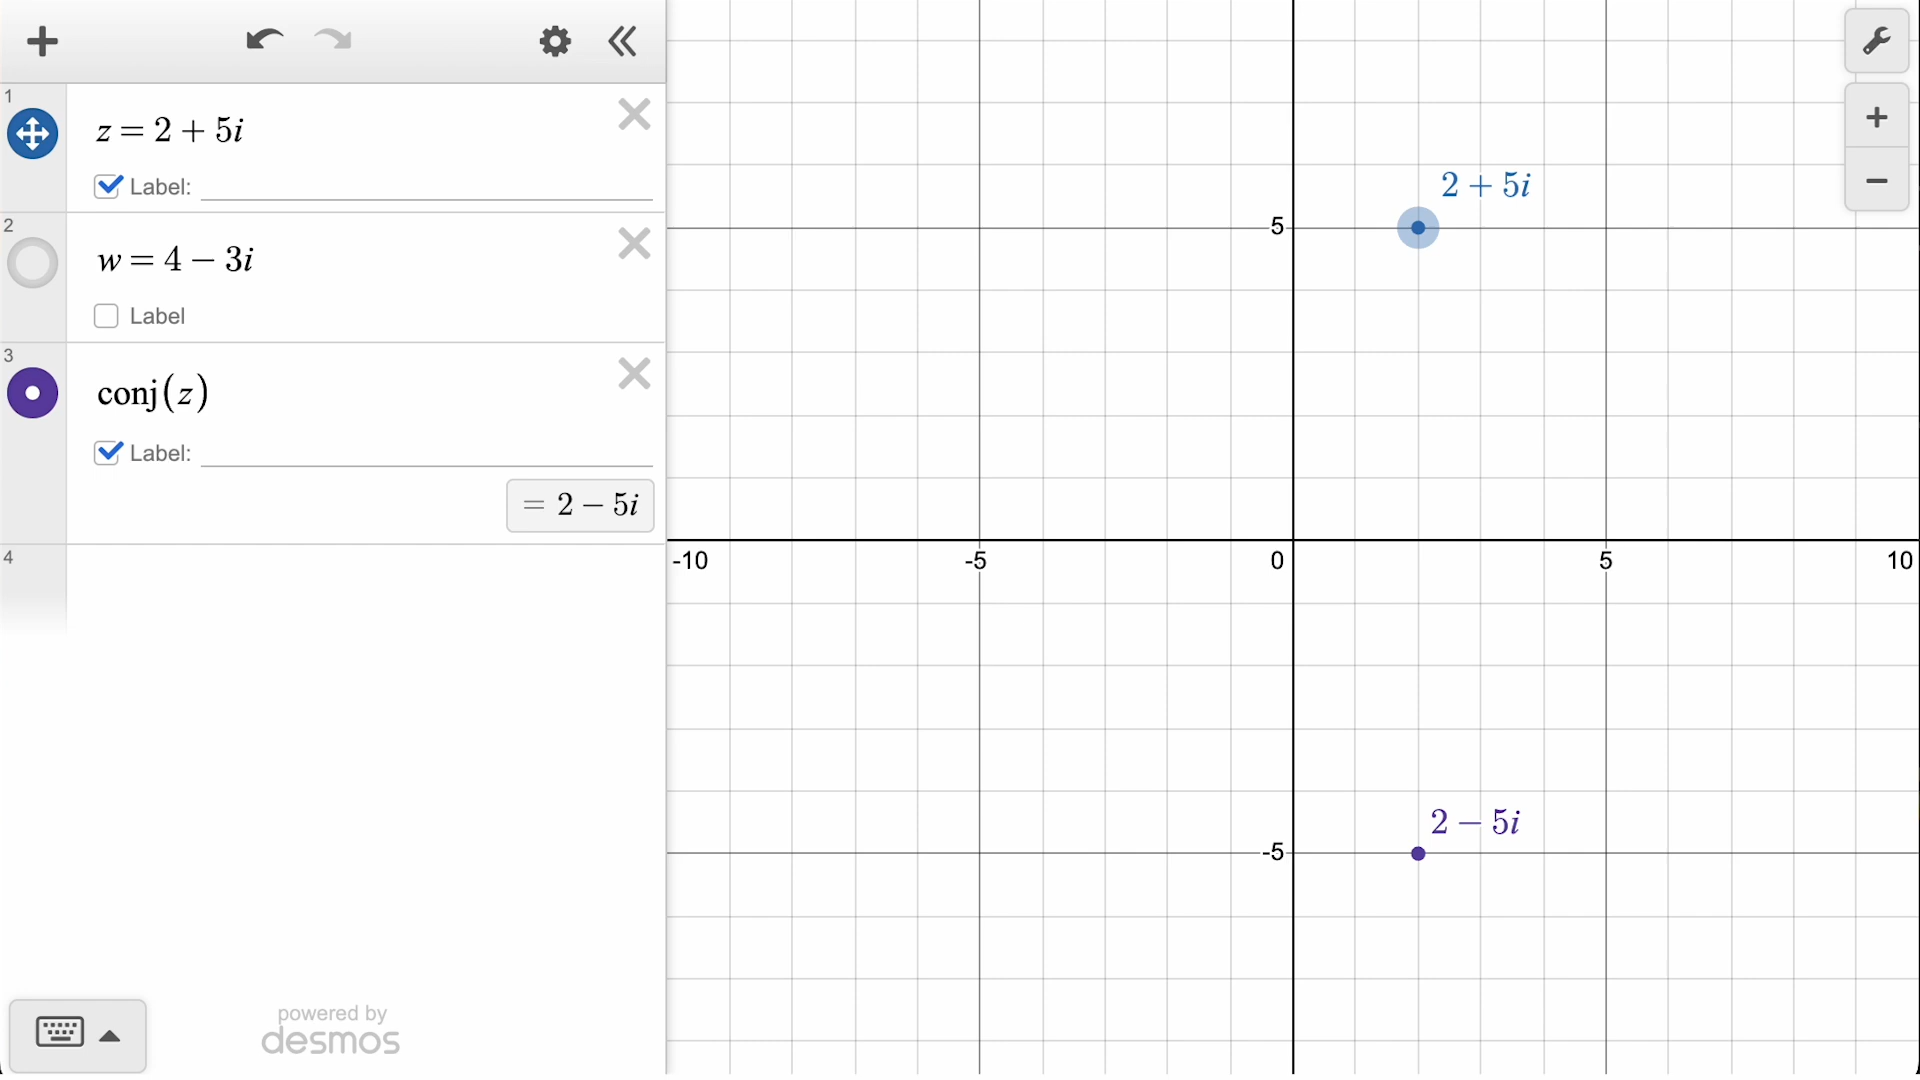 1
z = 2 + 5i
Label:
2
w = 4 − 3i
Label
3
conj(z)
Label:
= 2 − 5i
4
powered by
desmos
2 + 5i
5
-10 -5 0 5 10
2 − 5i
-5